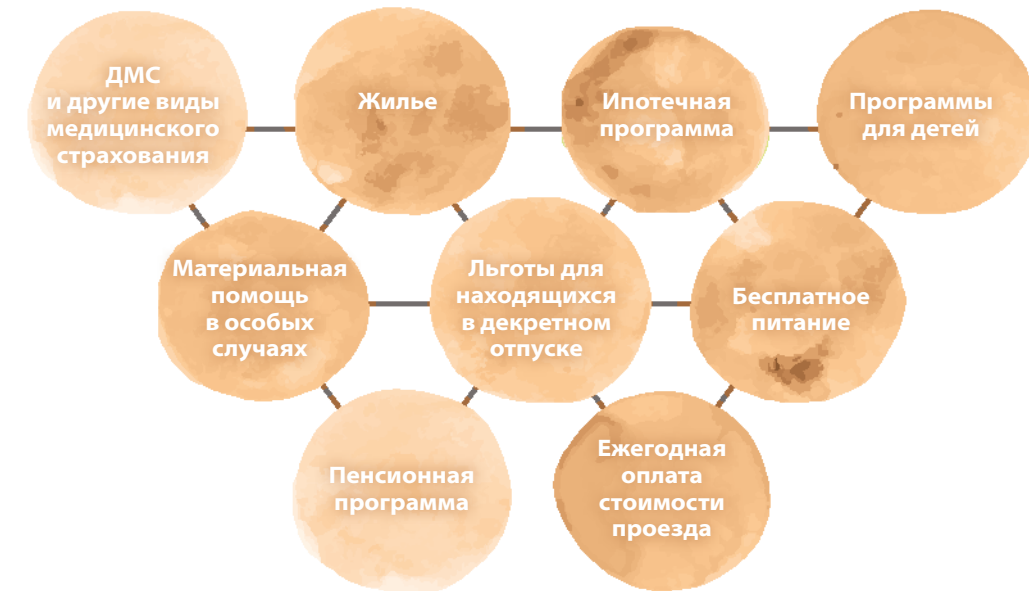 ДМС
и другие виды
медицинского
страхования
Жилье
Ипотечная
программа
Программы
для детей
Материальная
помощь
в особых
случаях
Льготы для
находящихся
в декретном
отпуске
Бесплатное
питание
Пенсионная
программа
Ежегодная
оплата
стоимости
проезда